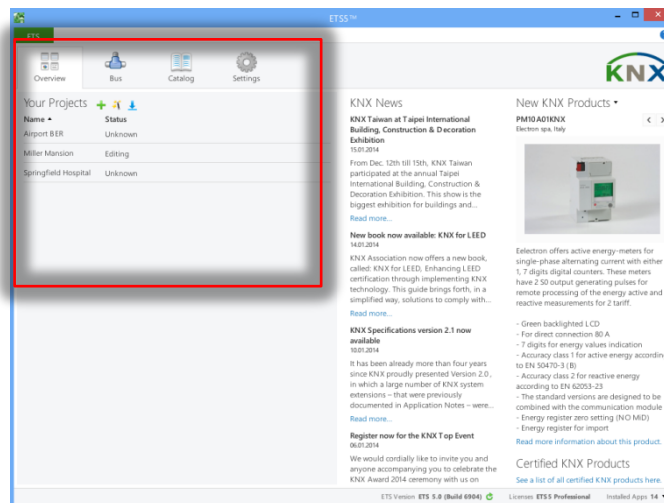 ETS5™
ETS
Overview
Bus
Catalog
Settings
KNX
Your Projects
Name
Status
Airport BER
Unknown
Miller Mansion
Editing
Springfield Hospital
Unknown
KNX News
KNX Taiwan at Taipei International
Building, Construction & Decoration
Exhibition
15.01.2014
From Dec. 12th till 15th, KNX Taiwan
participated at the annual Taipei
International Building, Construction &
Decoration Exhibition. This show is the
biggest exhibition for buildings and...
Read more...
New book now available: KNX for LEED
14.01.2014
KNX Association now offers a new book,
called: KNX for LEED, Enhancing LEED
certification through implementing KNX
technology. This guide brings forth, in a
simplified way, solutions to comply with...
Read more...
KNX Specifications version 2.1 now
available
10.01.2014
It has been already more than four years
since KNX proudly presented Version 2.0,
in which a large number of KNX system
extensions – that were previously
documented in Application Notes – were...
Read more...
Register now for the KNX Top Event
06.01.2014
We would cordially like to invite you and
anyone accompanying you to celebrate the
KNX Award 2014 ceremony with us on
New KNX Products
PM10A01KNX
Electron spa, Italy
Eelectron offers active energy-meters for
single-phase alternating current with either
1, 7 digits digital counters. These meters
have 2 S0 output generating pulses for
remote processing of the energy active and
reactive measurements for 2 tariff.
- Green backlighted LCD
- For direct connection 80 A
- 7 digits for energy values indication
- Accuracy class 1 for active energy accordin
to EN 50470-3 (B)
- Accuracy class 2 for reactive energy
according to EN 62053-23
- The standard versions are designed to be
combined with the communication module
- Energy register zero setting (NO MID)
- Energy register for import
Read more information about this product.
Certified KNX Products
See a list of all certified KNX products here.
ETS Version ETS 5.0 (Build 6904)
Licenses ETS5 Professional
Installed Apps 14